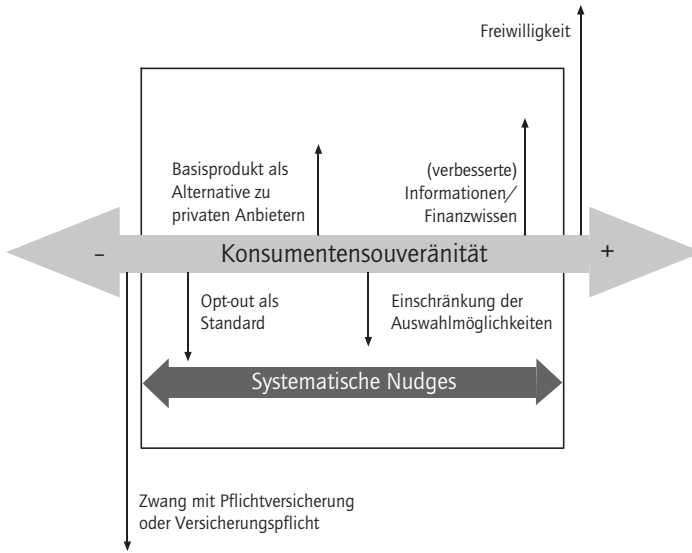 Freiwilligkeit
Basisprodukt als
Alternative zu
privaten Anbietern
(verbesserte)
Informationen/
Finanzwissen
– Konsumentensouveränität +
Opt-out als
Standard
Einschränkung der
Auswahlmöglichkeiten
Systematische Nudges
Zwang mit Pflichtversicherung
oder Versicherungspflicht